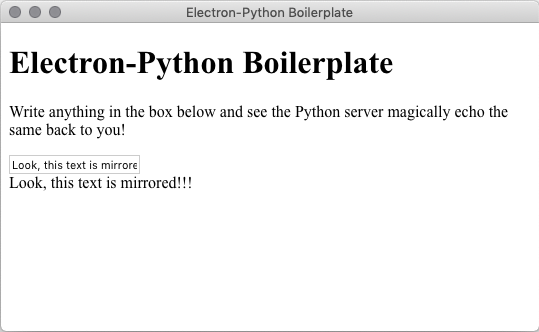 Electron-Python Boilerplate
Electron-Python Boilerplate
Write anything in the box below and see the Python server magically echo the
same back to you!
Look, this text is mirrore
Look, this text is mirrored!!!